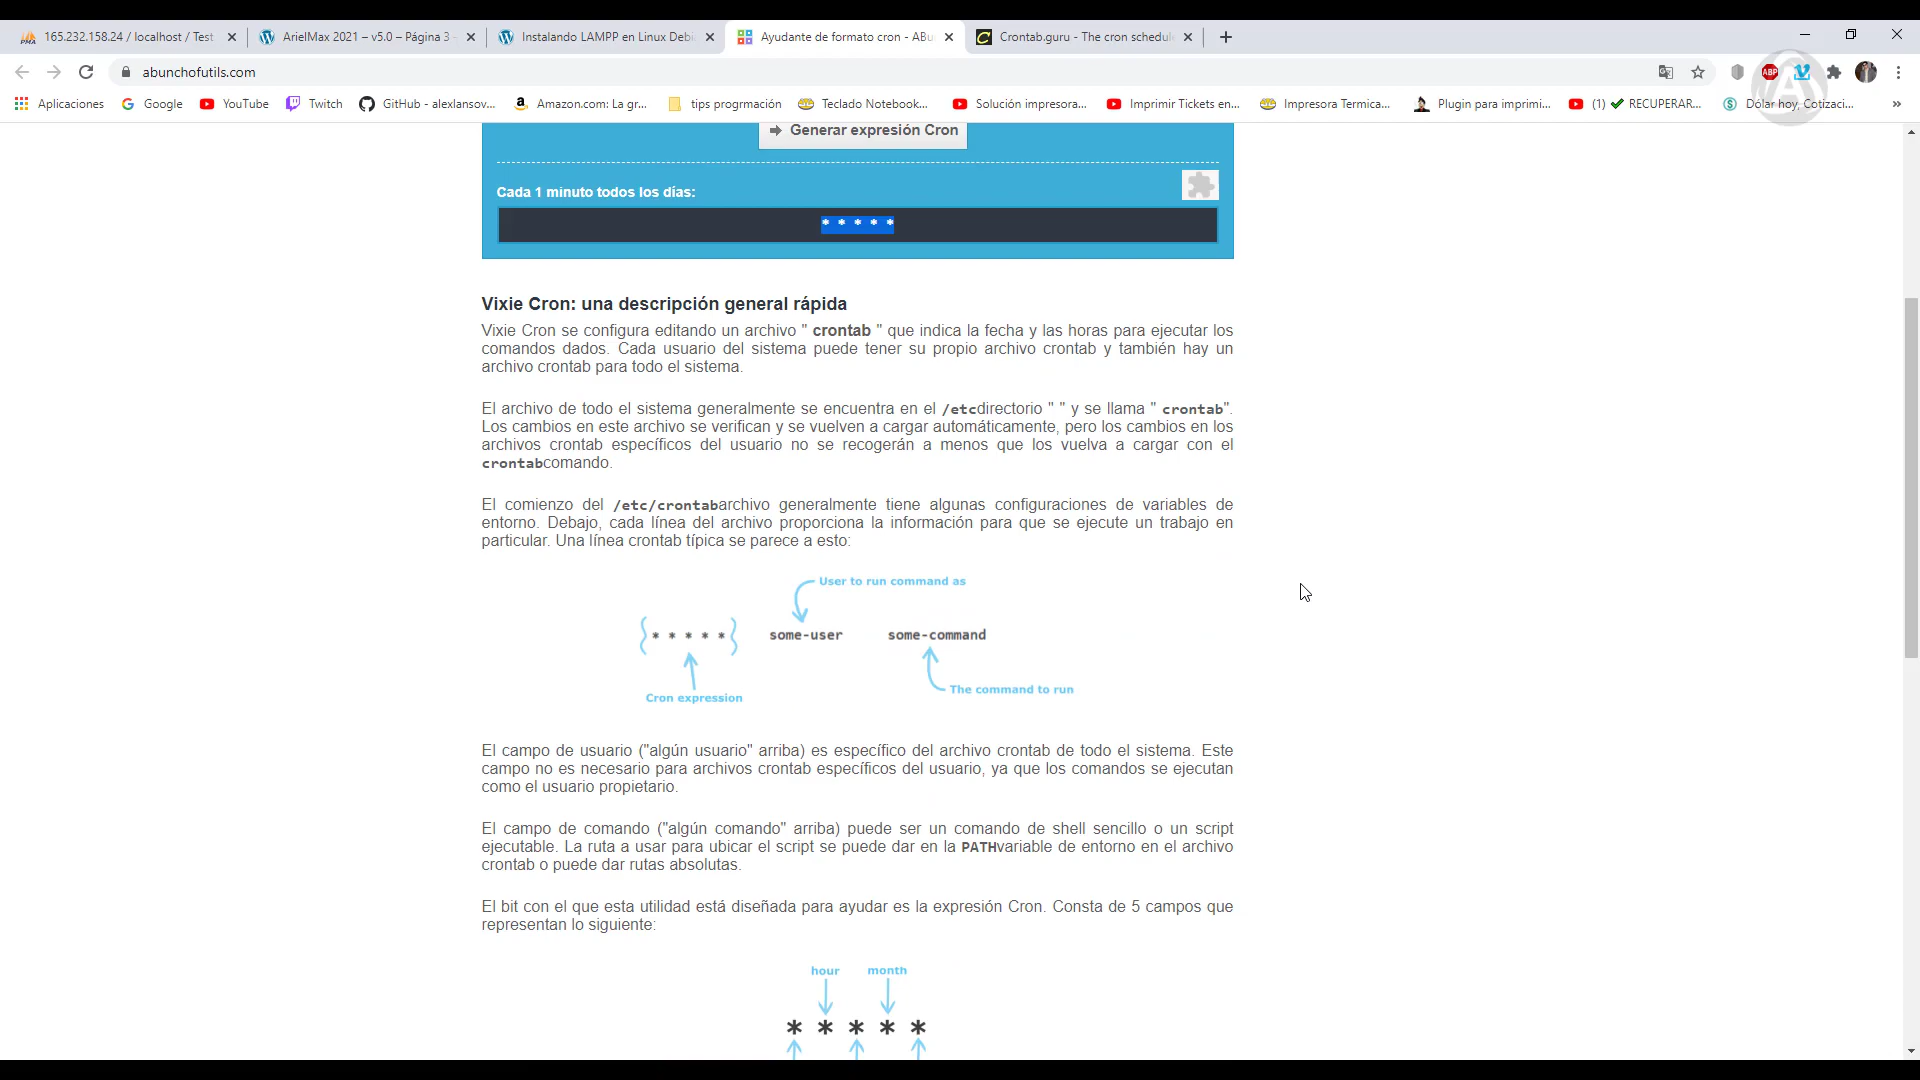 165.232.158.24 / localhost / Test
ArielMax 2021 – v5.0 – Página 3 -
Instalando LAMPP en Linux Debi
Ayudante de formato cron - ABu
Crontab.guru - The cron schedule
abunchofutils.com
Aplicaciones
Google
YouTube
Twitch
GitHub - alexlansov...
Amazon.com: La gr...
tips progrmación
Teclado Notebook...
Solución impresora...
Imprimir Tickets en...
Impresora Termica...
Plugin para imprimi...
(1) ✔ RECUPERAR...
Dólar hoy, Cotizaci...
»
Generar expresión Cron
Cada 1 minuto todos los días:
* * * * *
Vixie Cron: una descripción general rápida
Vixie Cron se configura editando un archivo " crontab " que indica la fecha y las horas para ejecutar los
comandos dados. Cada usuario del sistema puede tener su propio archivo crontab y también hay un
archivo crontab para todo el sistema.
El archivo de todo el sistema generalmente se encuentra en el /etcdirectorio " " y se llama " crontab".
Los cambios en este archivo se verifican y se vuelven a cargar automáticamente, pero los cambios en los
archivos crontab específicos del usuario no se recogerán a menos que los vuelva a cargar con el
crontabcomando.
El comienzo del /etc/crontabarchivo generalmente tiene algunas configuraciones de variables de
entorno. Debajo, cada línea del archivo proporciona la información para que se ejecute un trabajo en
particular. Una línea crontab típica se parece a esto:
User to run command as
* * * * * some-user some-command
The command to run
Cron expression
El campo de usuario ("algún usuario" arriba) es específico del archivo crontab de todo el sistema. Este
campo no es necesario para archivos crontab específicos del usuario, ya que los comandos se ejecutan
como el usuario propietario.
El campo de comando ("algún comando" arriba) puede ser un comando de shell sencillo o un script
ejecutable. La ruta a usar para ubicar el script se puede dar en la PATHvariable de entorno en el archivo
crontab o puede dar rutas absolutas.
El bit con el que esta utilidad está diseñada para ayudar es la expresión Cron. Consta de 5 campos que
representan lo siguiente:
hour month
* * * * *